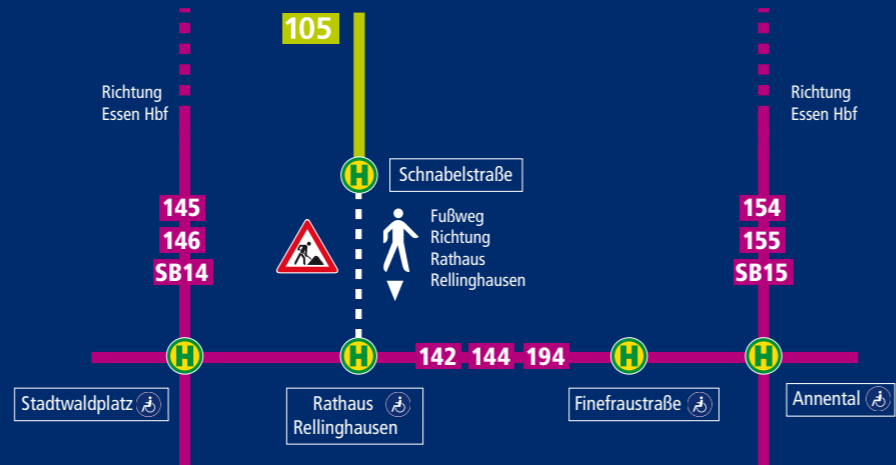 105
Richtung
Essen Hbf
Richtung
Essen Hbf
H
Schnabelstraße
145
146
SB14
Fußweg
Richtung
Rathaus
Rellinghausen
154
155
SB15
H
H
142 144 194
H
H
Stadtwaldplatz
Rathaus
Rellinghausen
Finefraustraße
Annental